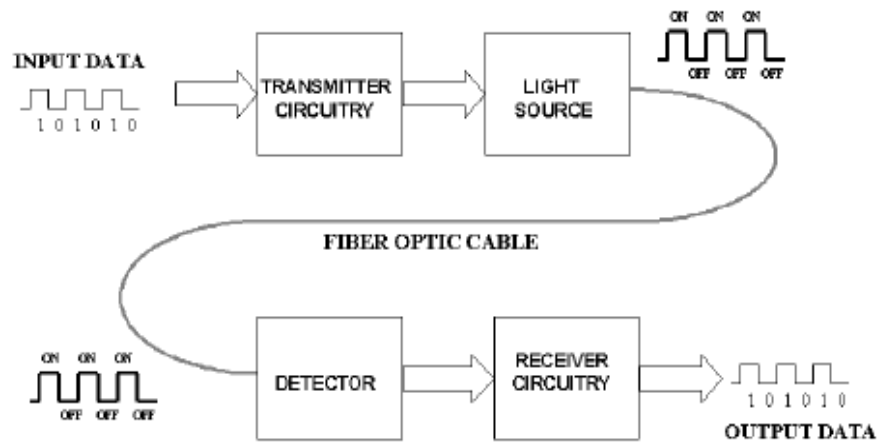 ON ON ON
OFF OFF OFF
INPUT DATA
1 0 1 0 1 0
TRANSMITTER
CIRCUITRY
LIGHT
SOURCE
FIBER OPTIC CABLE
ON ON ON
OFF OFF OFF
DETECTOR
RECEIVER
CIRCUITRY
1 0 1 0 1 0
OUTPUT DATA